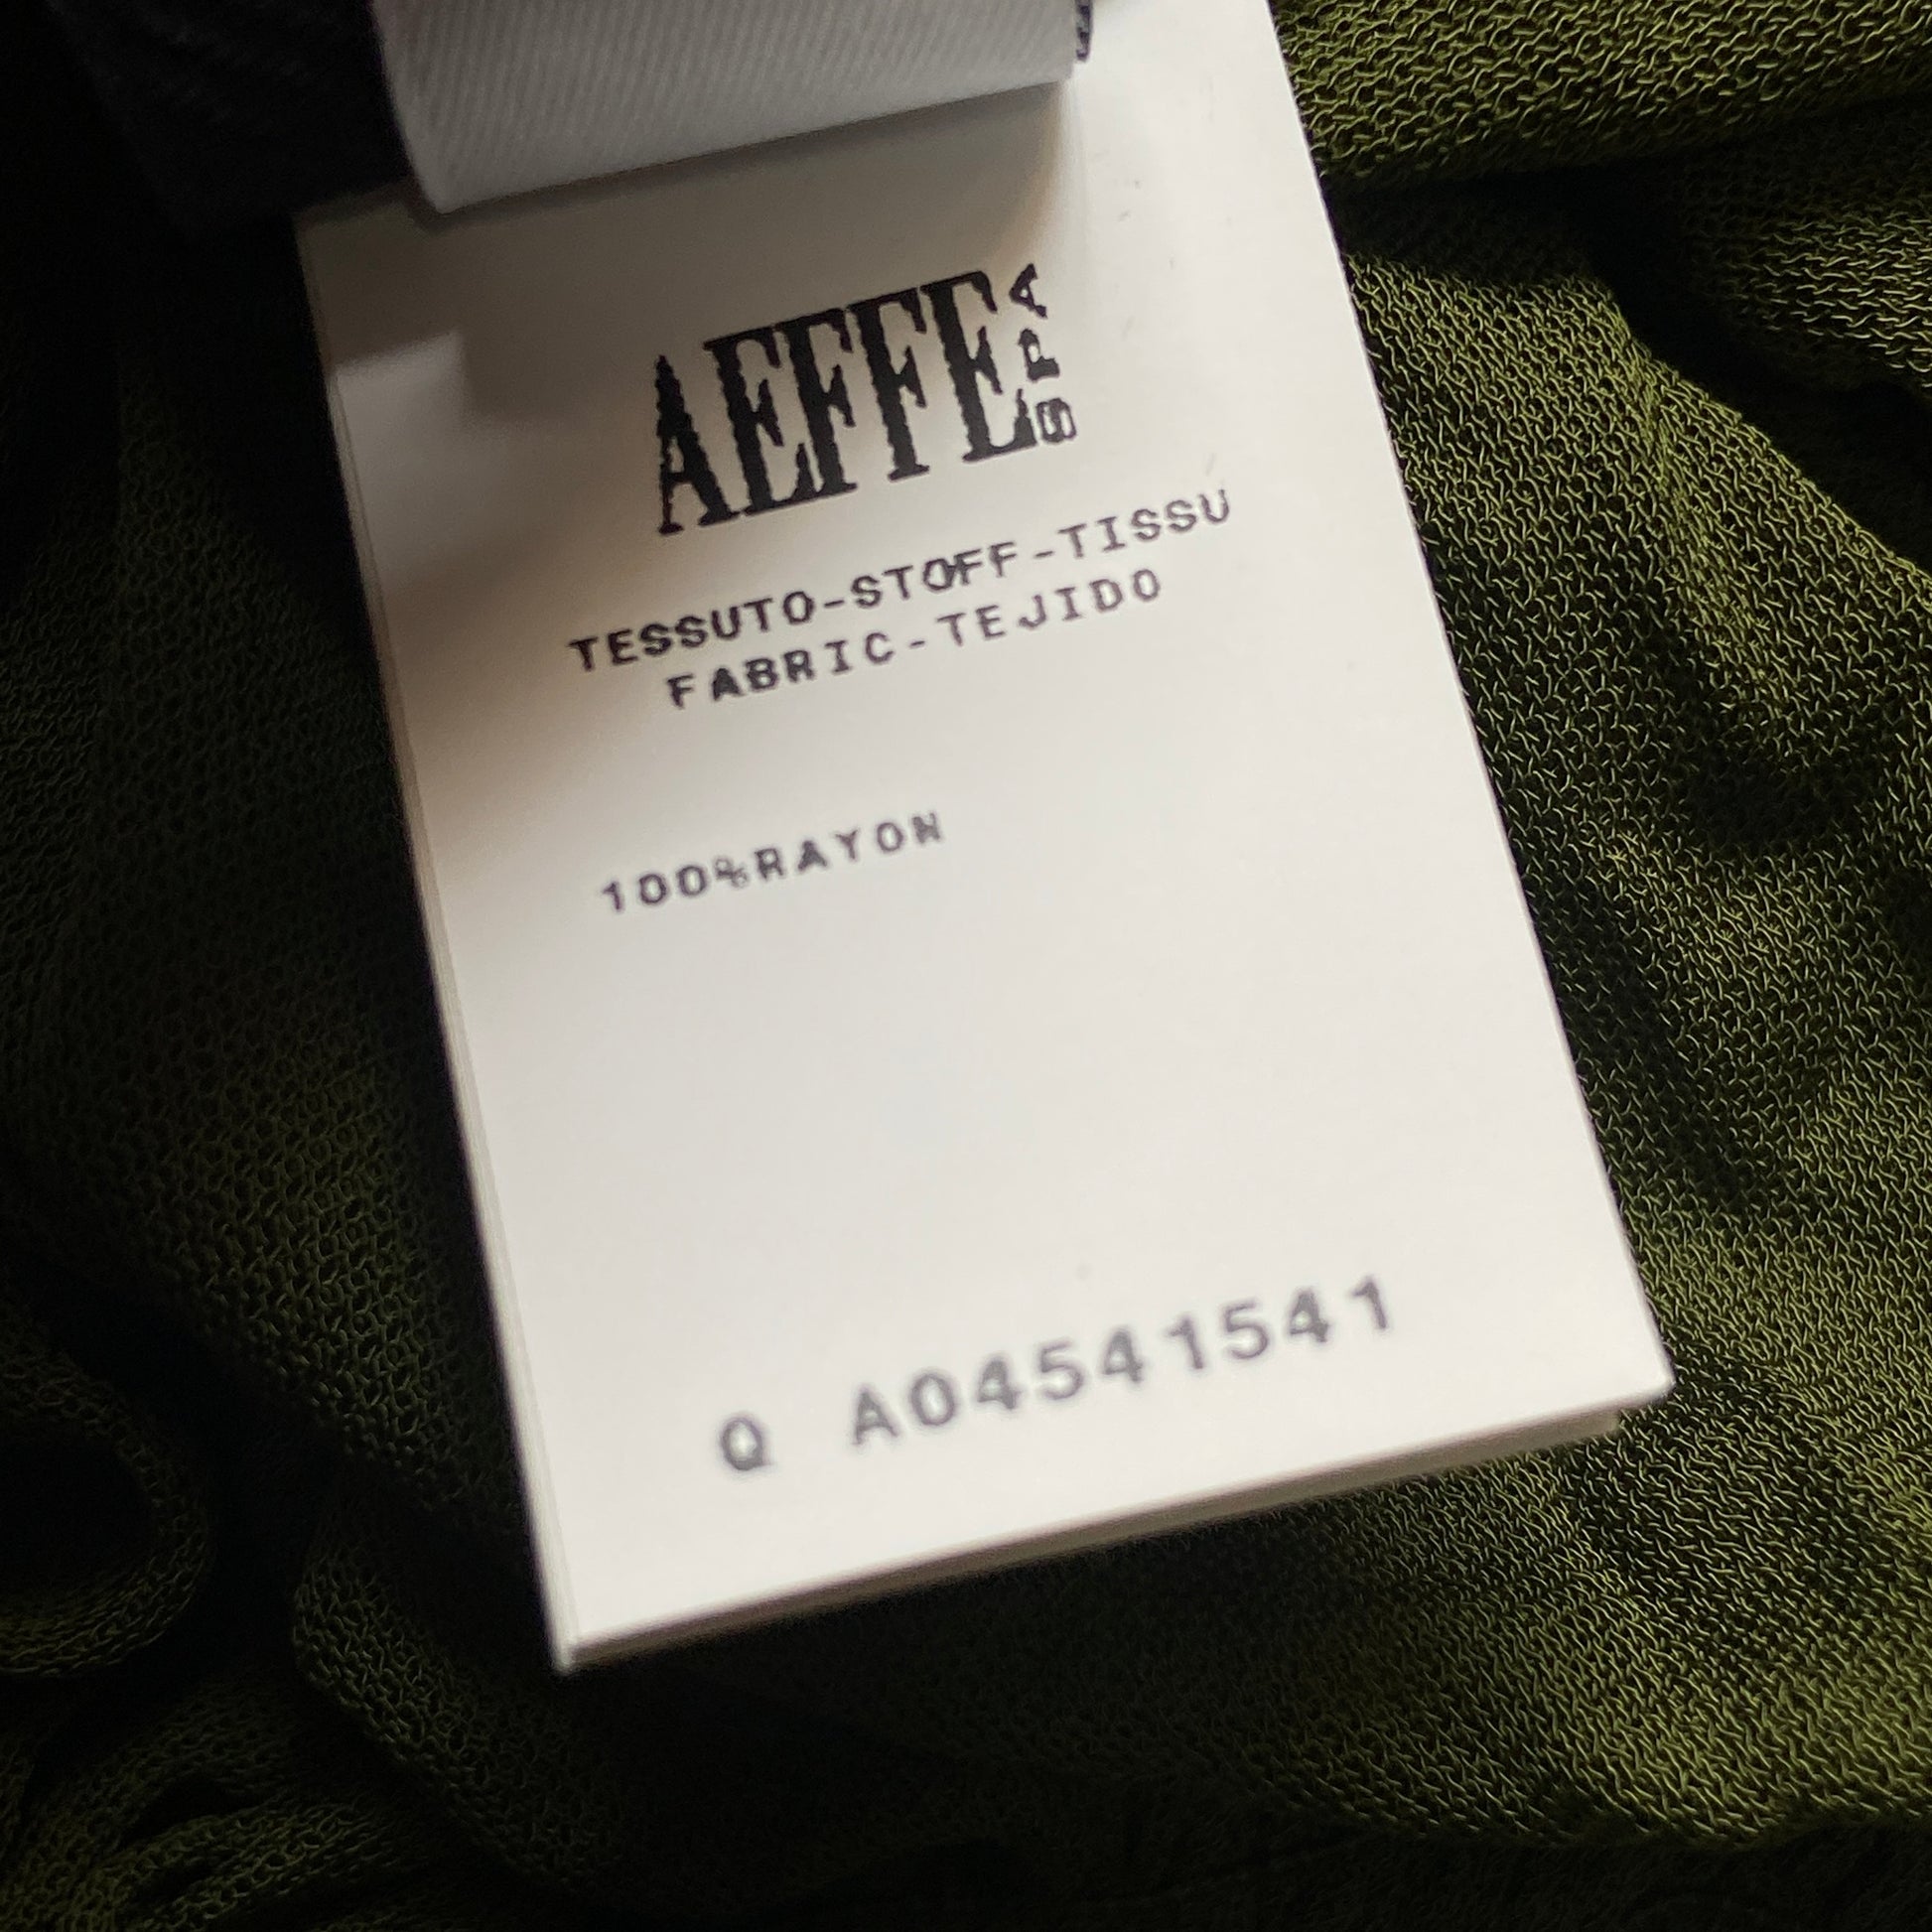 AEFFE SPA
TESSUTO-STOFF-TISSU
FABRIC-TEJIDO
100%RAYON
Q A04541541